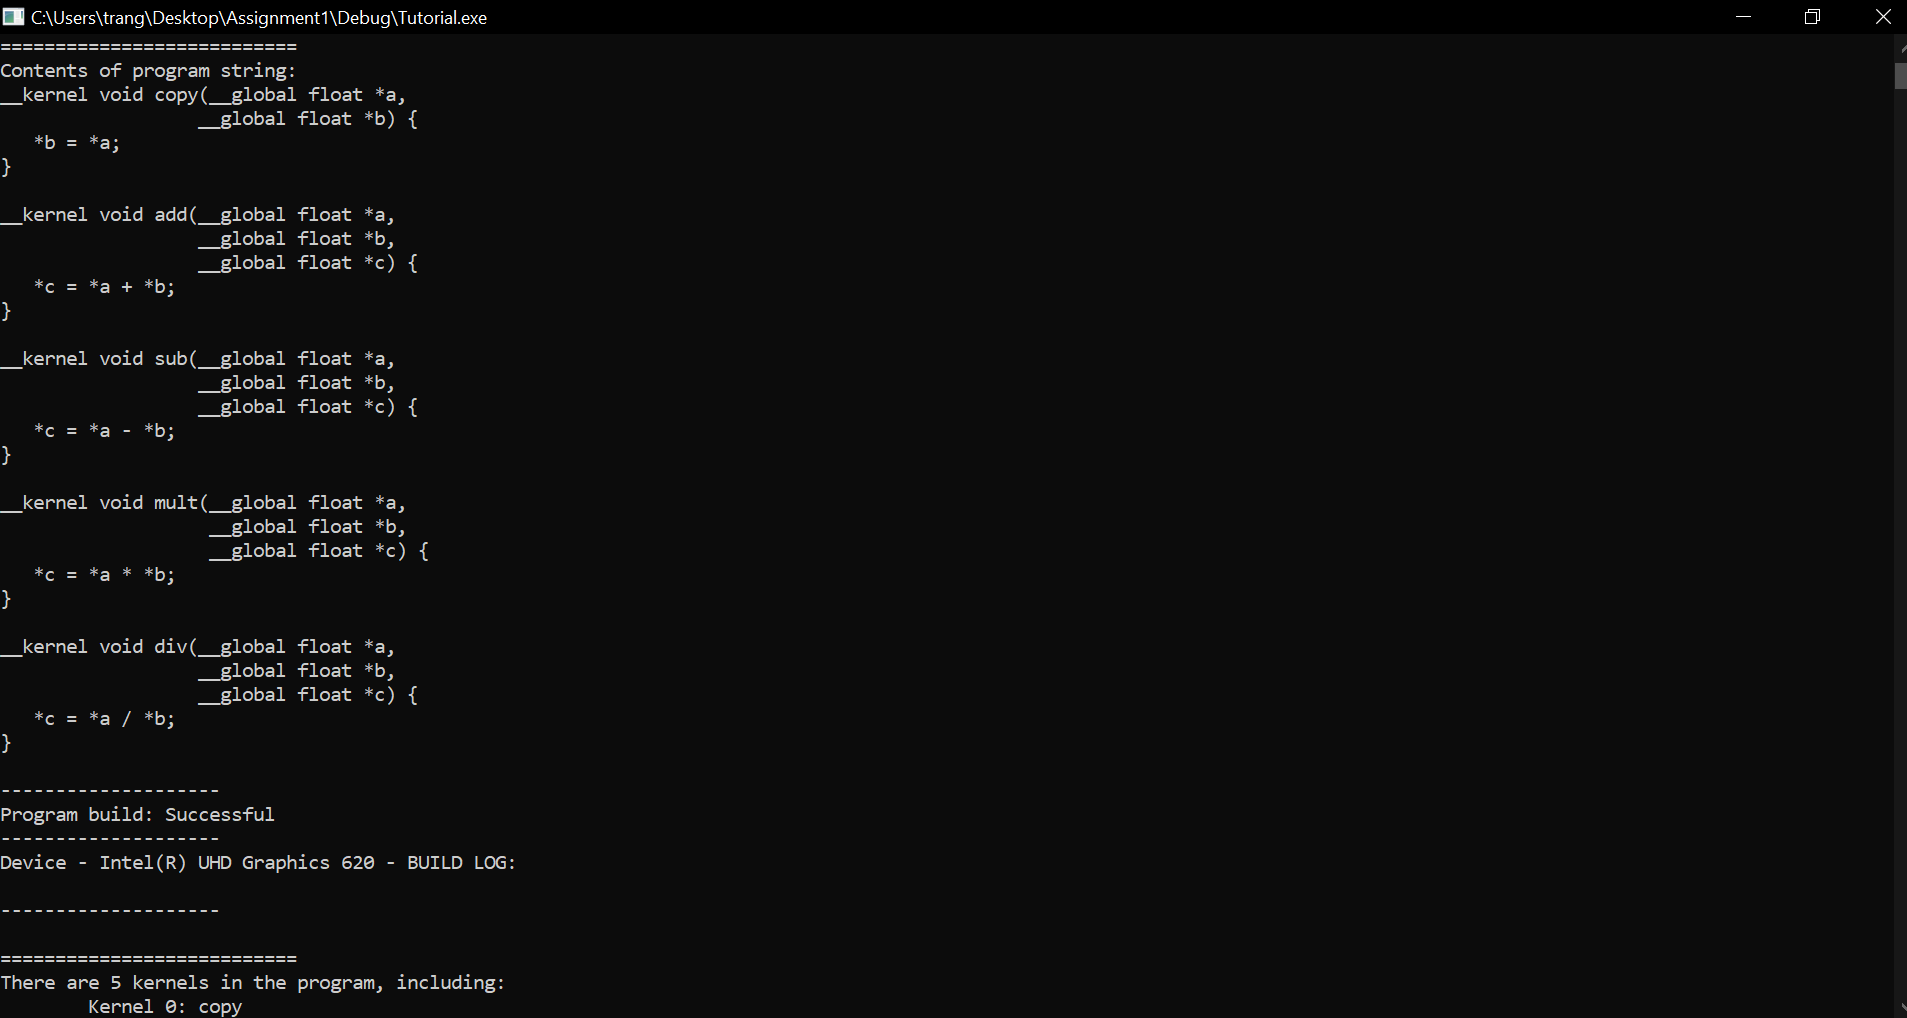 C:\Users\trang\Desktop\Assignment1\Debug\Tutorial.exe
===========================
Contents of program string:
__kernel void copy(__global float *a,
                  __global float *b) {
   *b = *a;
}

__kernel void add(__global float *a,
                  __global float *b,
                  __global float *c) {
   *c = *a + *b;
}

__kernel void sub(__global float *a,
                  __global float *b,
                  __global float *c) {
   *c = *a - *b;
}

__kernel void mult(__global float *a,
                   __global float *b,
                   __global float *c) {
   *c = *a * *b;
}

__kernel void div(__global float *a,
                  __global float *b,
                  __global float *c) {
   *c = *a / *b;
}

--------------------
Program build: Successful
--------------------
Device - Intel(R) UHD Graphics 620 - BUILD LOG:

--------------------

===========================
There are 5 kernels in the program, including:
        Kernel 0: copy